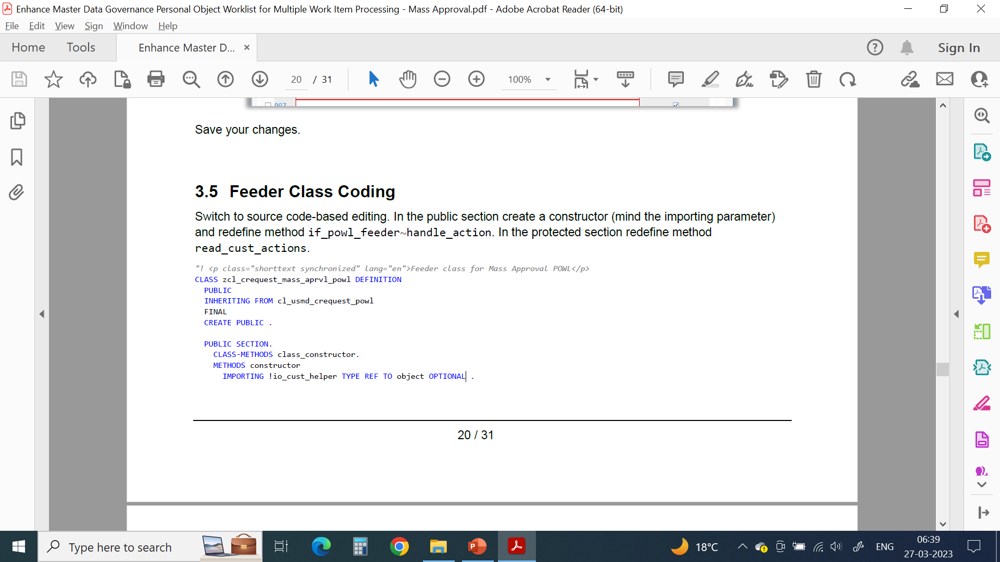 Enhance Master Data Governance Personal Object Worklist for Multiple Work Item Processing - Mass Approval.pdf - Adobe Acrobat Reader (64-bit)
File Edit View Sign Window Help
Home Tools Enhance Master D... × Sign In
20 / 31 100%
007
Save your changes.
3.5 Feeder Class Coding
Switch to source code-based editing. In the public section create a constructor (mind the importing parameter)
and redefine method if_powl_feeder~handle_action. In the protected section redefine method
read_cust_actions.
"! <p class="shorttext synchronized" lang="en">Feeder class for Mass Approval POWL</p>
CLASS zcl_crequest_mass_aprvl_powl DEFINITION
PUBLIC
INHERITING FROM cl_usmd_crequest_powl
FINAL
CREATE PUBLIC .
PUBLIC SECTION.
CLASS-METHODS class_constructor.
METHODS constructor
IMPORTING !io_cust_helper TYPE REF TO object OPTIONAL .
20 / 31
Type here to search 18°C ENG 06:39
27-03-2023